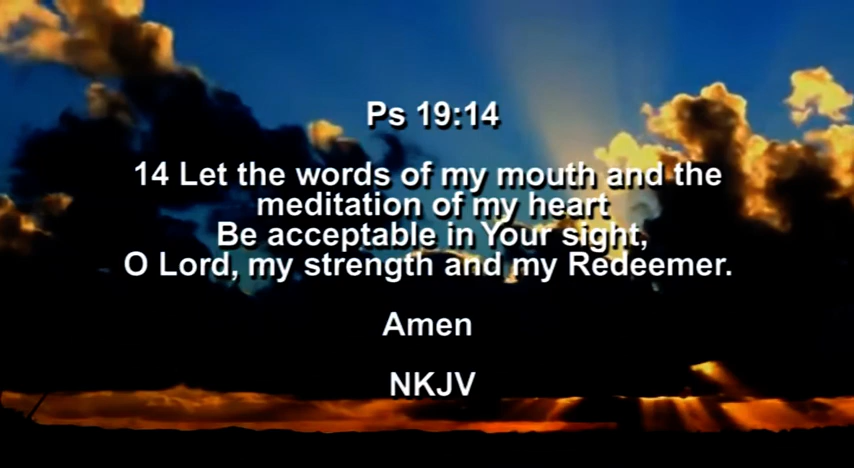 Ps 19:14
14 Let the words of my mouth and the
meditation of my heart
Be acceptable in Your sight,
O Lord, my strength and my Redeemer.
Amen
NKJV